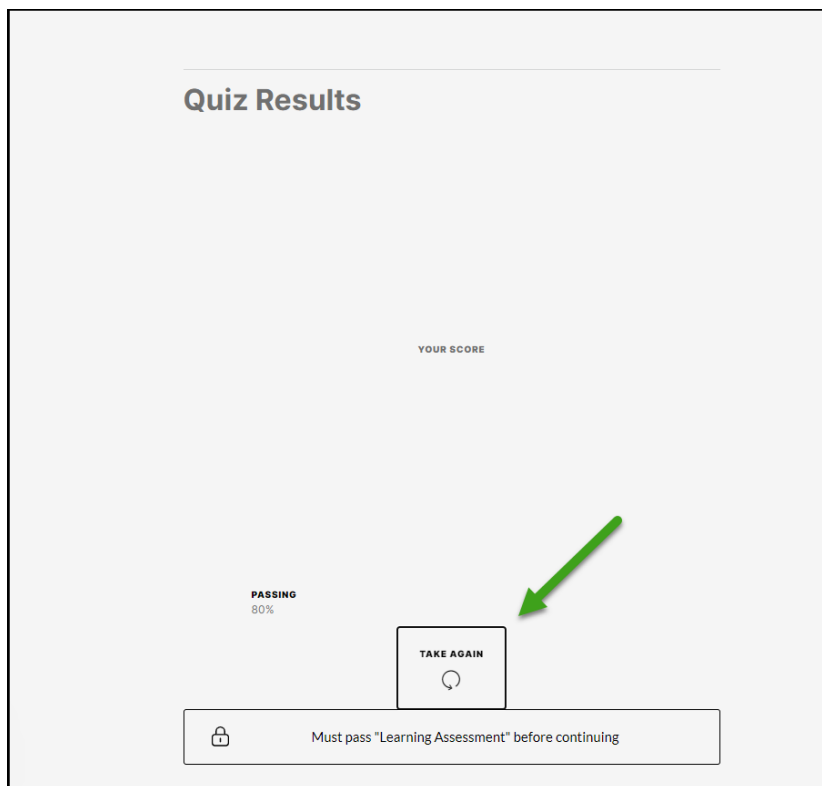 Quiz Results
YOUR SCORE
PASSING
80%
TAKE AGAIN
Must pass "Learning Assessment" before continuing